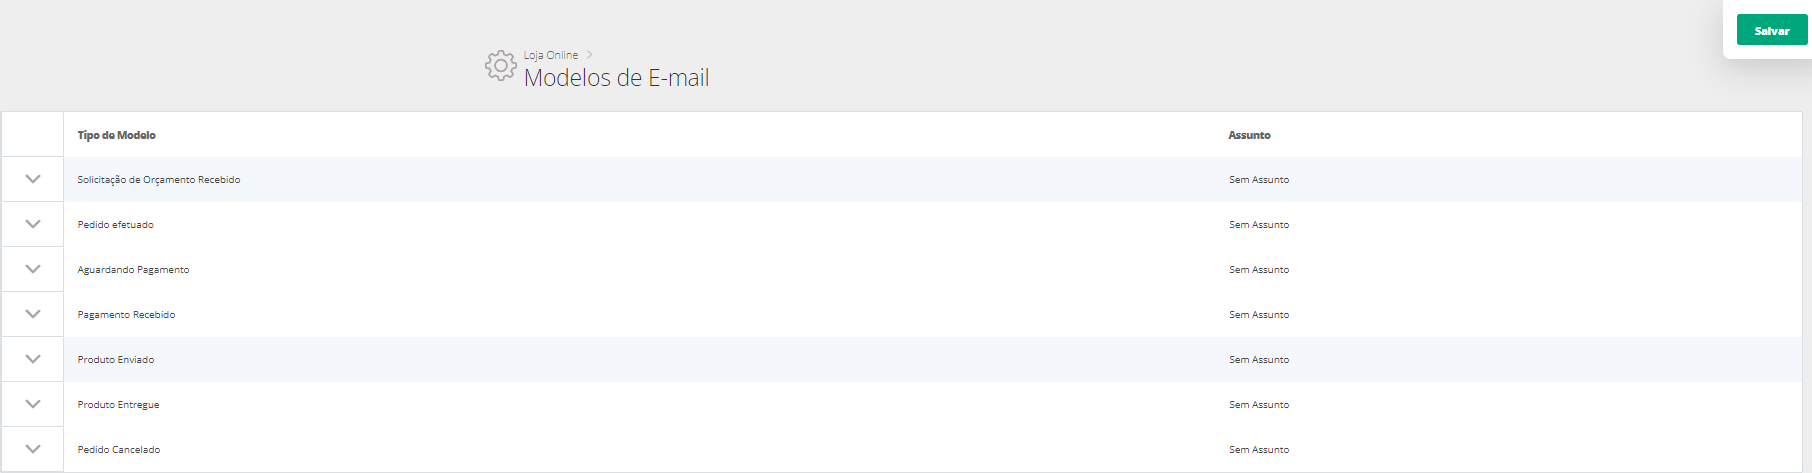 Salvar
Loja Online
Modelos de E-mail
Tipo de Modelo Assunto
Solicitação de Orçamento Recebido Sem Assunto
Pedido efetuado Sem Assunto
Aguardando Pagamento Sem Assunto
Pagamento Recebido Sem Assunto
Produto Enviado Sem Assunto
Produto Entregue Sem Assunto
Pedido Cancelado Sem Assunto